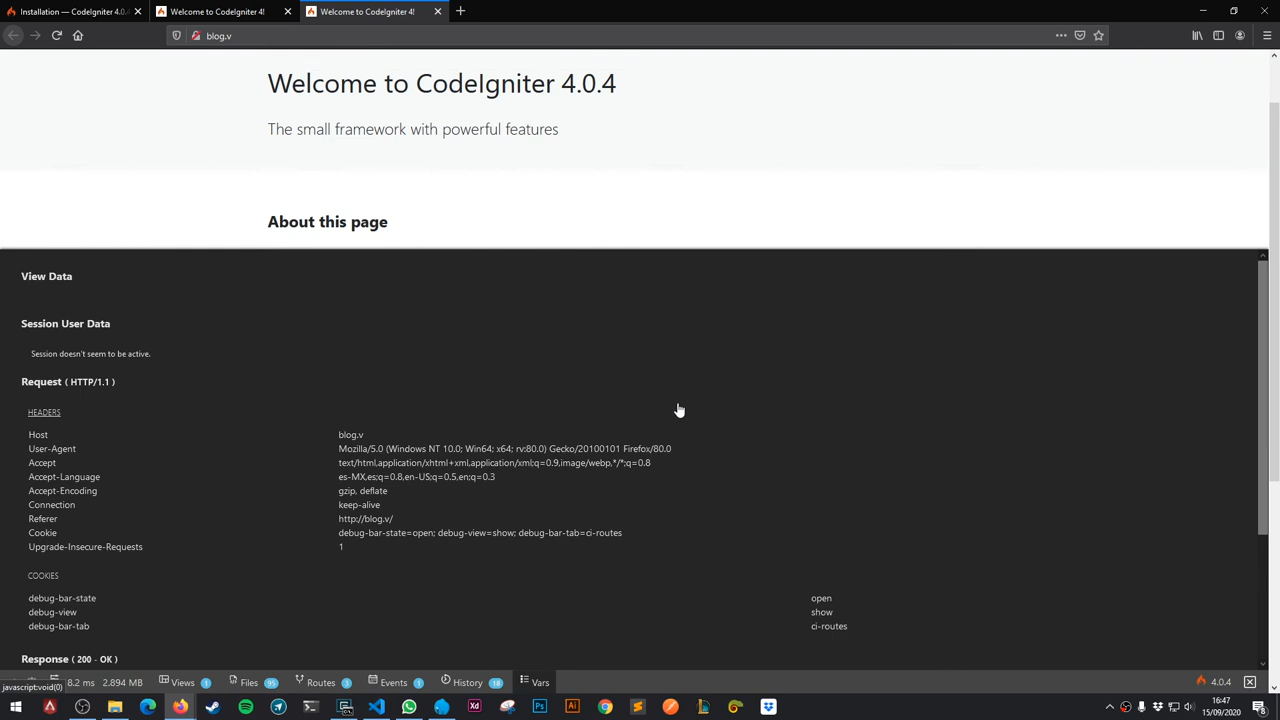 Installation — CodeIgniter 4.0.4
Welcome to CodeIgniter 4!
Welcome to CodeIgniter 4!
blog.v
Welcome to CodeIgniter 4.0.4
The small framework with powerful features
About this page
View Data
Session User Data
Session doesn't seem to be active.
Request ( HTTP/1.1 )
HEADERS
Host blog.v
User-Agent Mozilla/5.0 (Windows NT 10.0; Win64; x64; rv:80.0) Gecko/20100101 Firefox/80.0
Accept text/html,application/xhtml+xml,application/xml;q=0.9,image/webp,*/*;q=0.8
Accept-Language es-MX,es;q=0.8,en-US;q=0.5,en;q=0.3
Accept-Encoding gzip, deflate
Connection keep-alive
Referer http://blog.v/
Cookie debug-bar-state=open; debug-view=show; debug-bar-tab=ci-routes
Upgrade-Insecure-Requests 1
COOKIES
debug-bar-state open
debug-view show
debug-bar-tab ci-routes
Response ( 200 - OK )
8.2 ms 2.894 MB Views 1 Files 95 Routes 3 Events 1 History 18 Vars 4.0.4
javascript:void(0)
16:47
15/09/2020